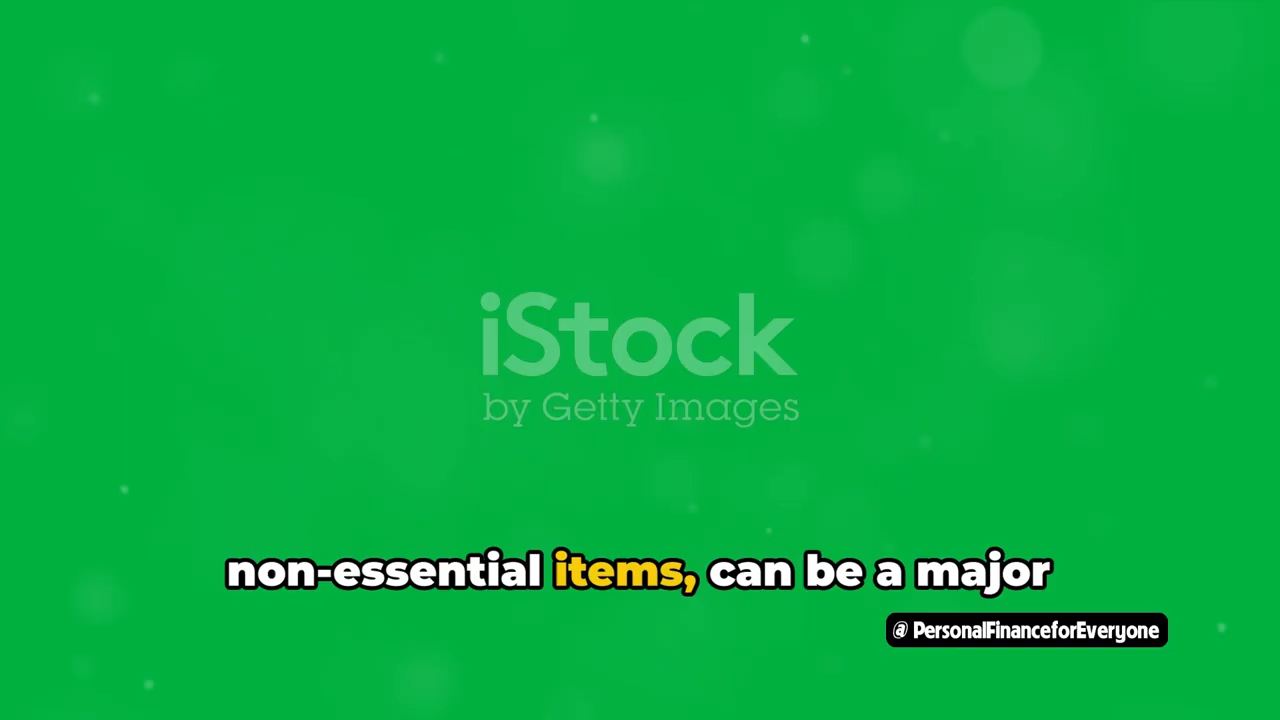 iStock
by Getty Images
non-essential items, can be a major
@ PersonalFinanceforEveryone